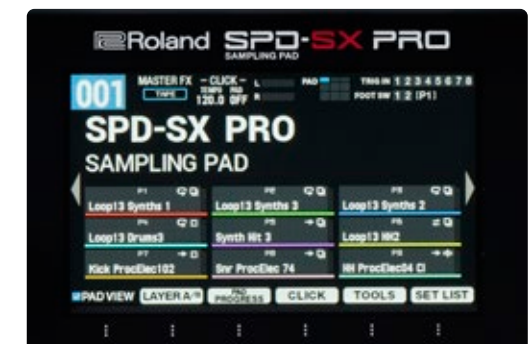 Roland SPD-SX PRO
SAMPLING PAD
001 MASTER FX - CLICK - L PAD TRIG IN 1 2 3 4 5 6 7 8
TAPE TEMPO PAD R FOOT SW 1 2 (P1)
120.0 OFF
SPD-SX PRO
SAMPLING PAD
P1 P2 P3
Loop13 Synths 1 Loop13 Synths 3 Loop13 Synths 2
P4 P5 P6
Loop13 Drums3 Synth Hit 3 Loop13 HH2
P7 P8 P9
Kick ProcElec102 Snr ProcElec 74 HH ProcElec04 Cl
PAD VIEW LAYER A/B PAD PROGRESS CLICK TOOLS SET LIST